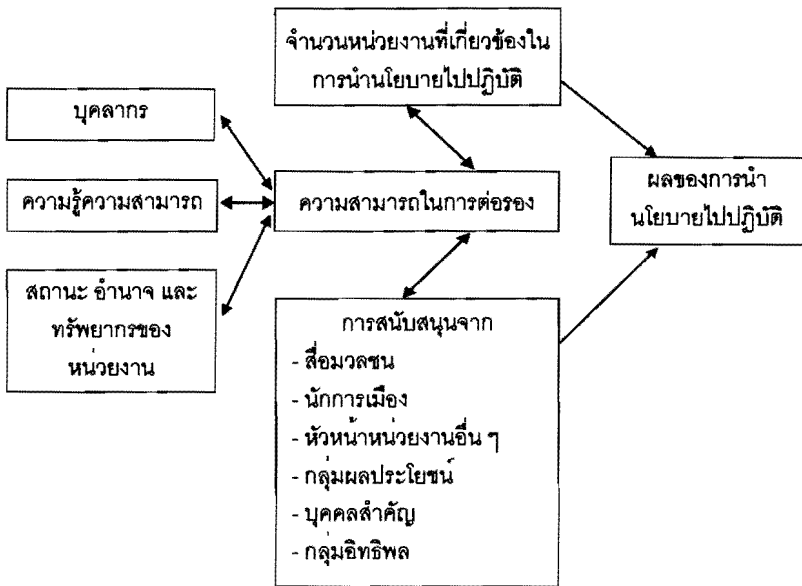 จำนวนหน่วยงานที่เกี่ยวข้องใน
การนำนโยบายไปปฏิบัติ
บุคลากร
ความรู้ความสามารถ
ความสามารถในการต่อรอง
ผลของการนำ
นโยบายไปปฏิบัติ
สถานะ อำนาจ และ
ทรัพยากรของ
หน่วยงาน
การสนับสนุนจาก
- สื่อมวลชน
- นักการเมือง
- หัวหน้าหน่วยงานอื่น ๆ
- กลุ่มผลประโยชน์
- บุคคลสำคัญ
- กลุ่มอิทธิพล